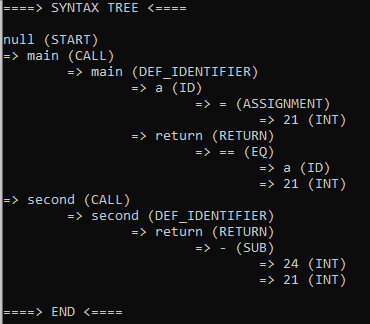 ====> SYNTAX TREE <====
null (START)
=> main (CALL)
=> main (DEF_IDENTIFIER)
=> a (ID)
=> = (ASSIGNMENT)
=> 21 (INT)
=> return (RETURN)
=> == (EQ)
=> a (ID)
=> 21 (INT)
=> second (CALL)
=> second (DEF_IDENTIFIER)
=> return (RETURN)
=> - (SUB)
=> 24 (INT)
=> 21 (INT)
====> END <====